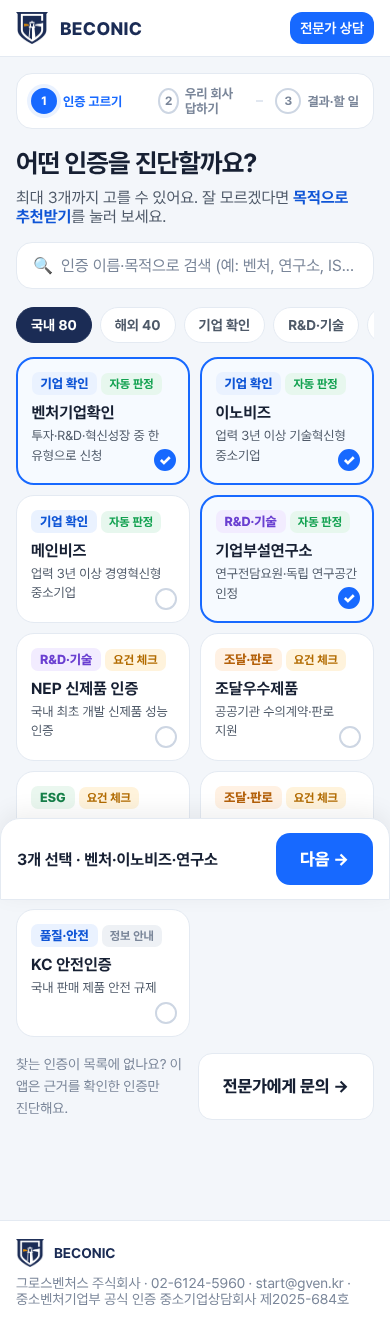 BECONIC
전문가 상담
1 인증 고르기
2 우리 회사 답하기
3 결과·할 일
어떤 인증을 진단할까요?
최대 3개까지 고를 수 있어요. 잘 모르겠다면 목적으로
추천받기를 눌러 보세요.
인증 이름·목적으로 검색 (예: 벤처, 연구소, IS...
국내 80 해외 40 기업 확인 R&D·기술
기업 확인 자동 판정
벤처기업확인
투자·R&D·혁신성장 중 한
유형으로 신청
기업 확인 자동 판정
이노비즈
업력 3년 이상 기술혁신형
중소기업
기업 확인 자동 판정
메인비즈
업력 3년 이상 경영혁신형
중소기업
R&D·기술 자동 판정
기업부설연구소
연구전담요원·독립 연구공간
인정
R&D·기술 요건 체크
NEP 신제품 인증
국내 최초 개발 신제품 성능
인증
조달·판로 요건 체크
조달우수제품
공공기관 수의계약·판로
지원
ESG 요건 체크
조달·판로 요건 체크
3개 선택 · 벤처·이노비즈·연구소
다음 →
품질·안전 정보 안내
KC 안전인증
국내 판매 제품 안전 규제
찾는 인증이 목록에 없나요? 이
앱은 근거를 확인한 인증만
진단해요.
전문가에게 문의 →
BECONIC
그로스벤처스 주식회사 · 02-6124-5960 · start@gven.kr ·
중소벤처기업부 공식 인증 중소기업상담회사 제2025-684호